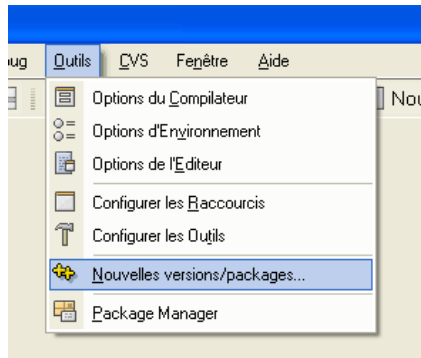 oug Outils CVS Fenêtre Aide
Options du Compilateur Nou
Options d'Environnement
Options de l'Editeur
Configurer les Raccourcis
Configurer les Outils
Nouvelles versions/packages...
Package Manager